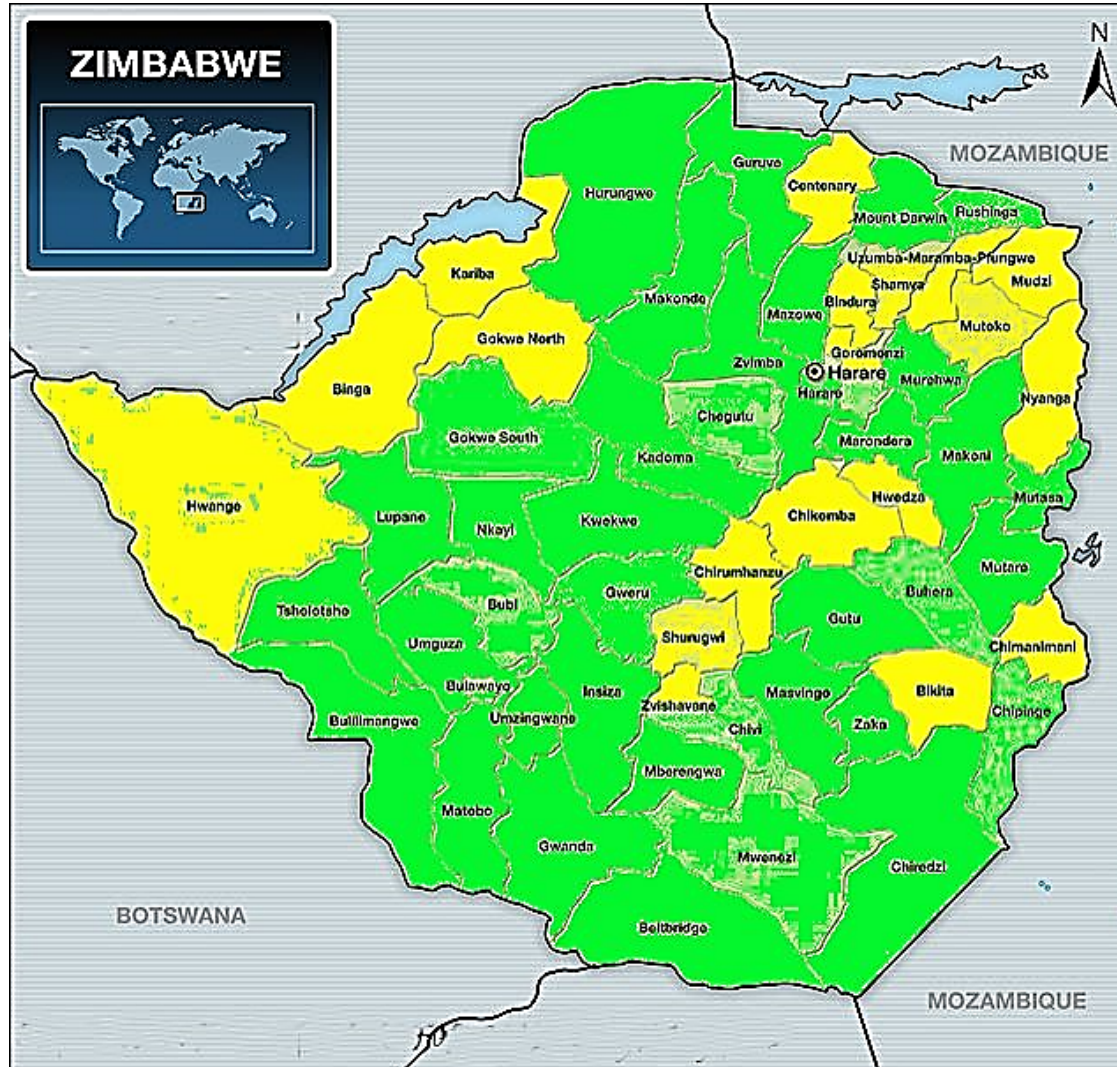 ZIMBABWE
N
MOZAMBIQUE
Guruve
Centenary
Hurungwe
Mount Darwin
Rushinga
Uzumba-Maramba-Pfungwe
Kariba
Shamva
Mudzi
Makonde
Bindura
Mazowe
Mutoko
Gokwe North
Goromonzi
Zvimba
Harare
Murehwa
Binga
Harare
Nyanga
Chegutu
Gokwe South
Marondera
Kadoma
Makoni
Hwange
Hwedza
Mutasa
Lupane
Chikomba
Nkayi
Kwekwe
Chirumhanzu
Mutare
Gweru
Buhera
Tsholotsho
Bubi
Gutu
Umguza
Shurugwi
Chimanimani
Bulawayo
Insiza
Masvingo
Bikita
Zvishavane
Chipinge
Bulilimangwe
Umzingwane
Zaka
Chivi
Mberengwa
Matobo
Gwanda
Mwenezi
Chiredzi
BOTSWANA
Beitbridge
MOZAMBIQUE